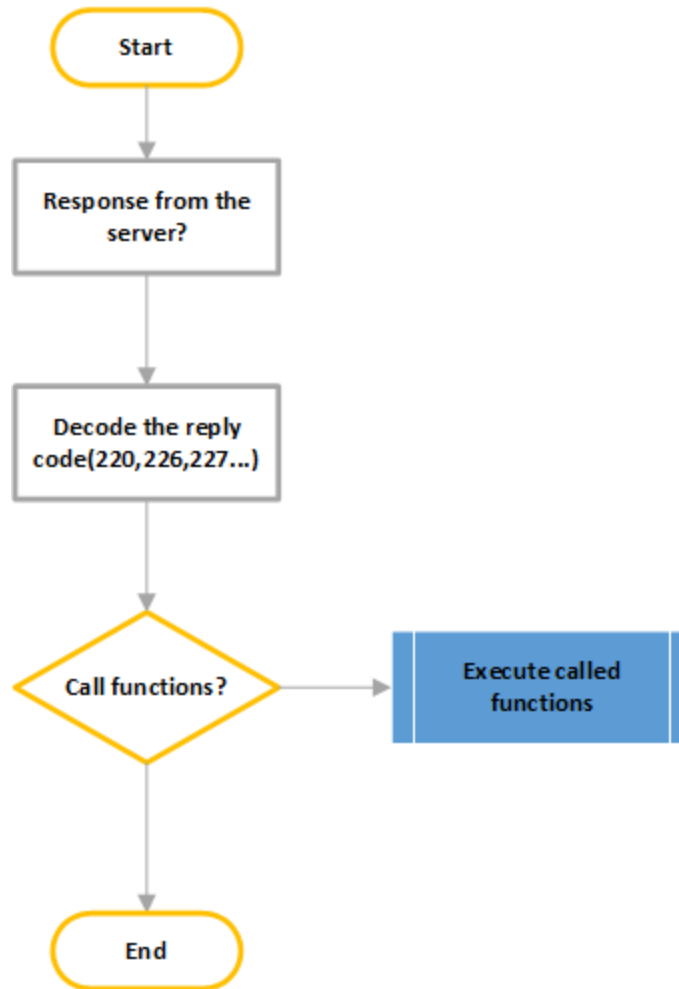 Start
Response from the
server?
Decode the reply
code(220,226,227...)
Call functions?
Execute called
functions
End